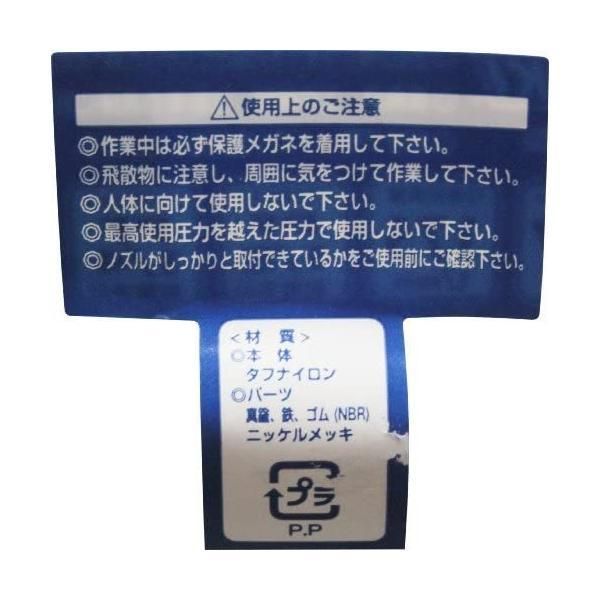 ⚠使用上のご注意
◎作業中は必ず保護メガネを着用して下さい。
◎飛散物に注意し、周囲に気をつけて作業して下さい。
◎人体に向けて使用しないで下さい。
◎最高使用圧力を越えた圧力で使用しないで下さい。
◎ノズルがしっかりと取付できているかをご使用前にご確認下さい。
<材 質>
◎本 体
タフナイロン
◎パーツ
真鍮、鉄、ゴム(NBR)
ニッケルメッキ
プラ
P.P